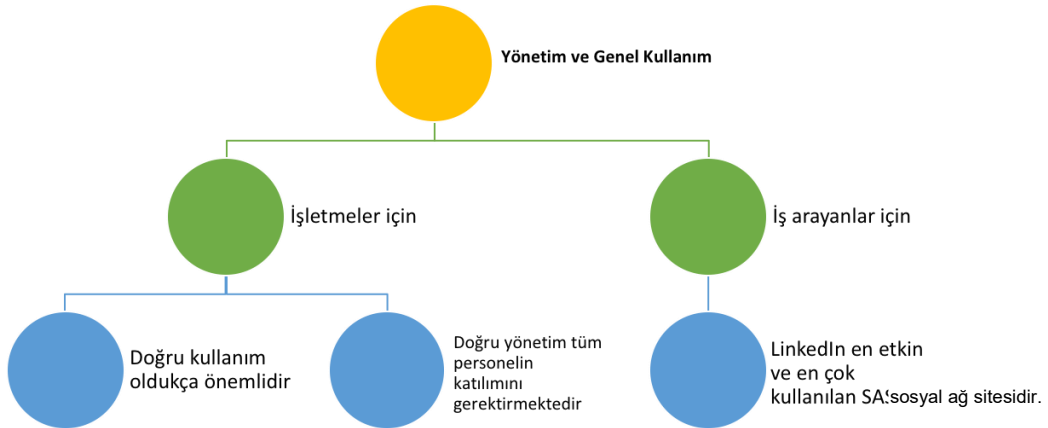 Yönetim ve Genel Kullanım
İşletmeler için
İş arayanlar için
Doğru kullanım
oldukça önemlidir
Doğru yönetim tüm
personelin
katılımını
gerektirmektedir
LinkedIn en etkin
ve en çok
kullanılan sosyal ağ sitesidir.